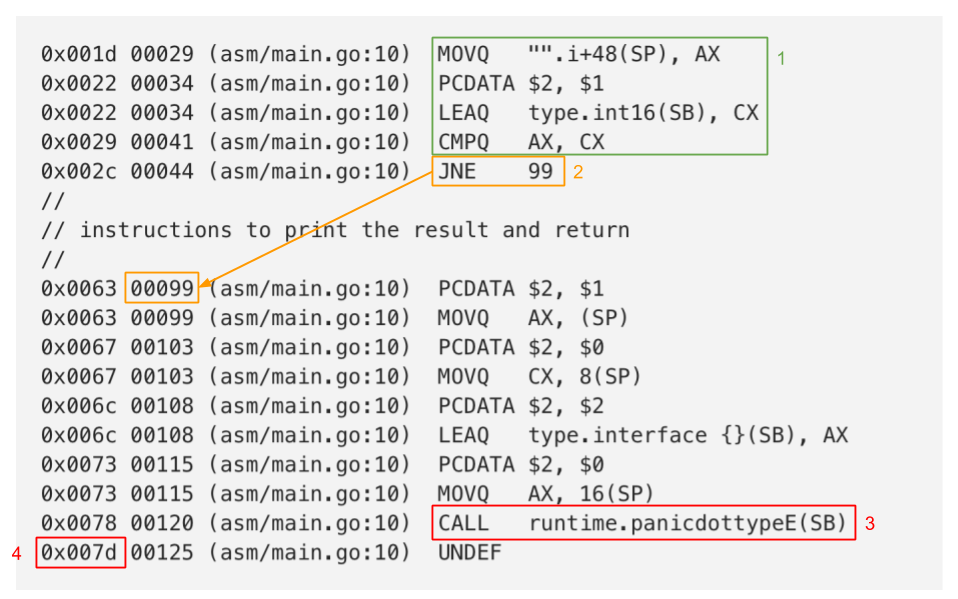 0x001d 00029 (asm/main.go:10) MOVQ "".i+48(SP), AX 1
0x0022 00034 (asm/main.go:10) PCDATA $2, $1
0x0022 00034 (asm/main.go:10) LEAQ type.int16(SB), CX
0x0029 00041 (asm/main.go:10) CMPQ AX, CX
0x002c 00044 (asm/main.go:10) JNE 99 2
//
// instructions to print the result and return
//
0x0063 00099 (asm/main.go:10) PCDATA $2, $1
0x0063 00099 (asm/main.go:10) MOVQ AX, (SP)
0x0067 00103 (asm/main.go:10) PCDATA $2, $0
0x0067 00103 (asm/main.go:10) MOVQ CX, 8(SP)
0x006c 00108 (asm/main.go:10) PCDATA $2, $2
0x006c 00108 (asm/main.go:10) LEAQ type.interface {}(SB), AX
0x0073 00115 (asm/main.go:10) PCDATA $2, $0
0x0073 00115 (asm/main.go:10) MOVQ AX, 16(SP)
0x0078 00120 (asm/main.go:10) CALL runtime.panicdottypeE(SB) 3
4 0x007d 00125 (asm/main.go:10) UNDEF